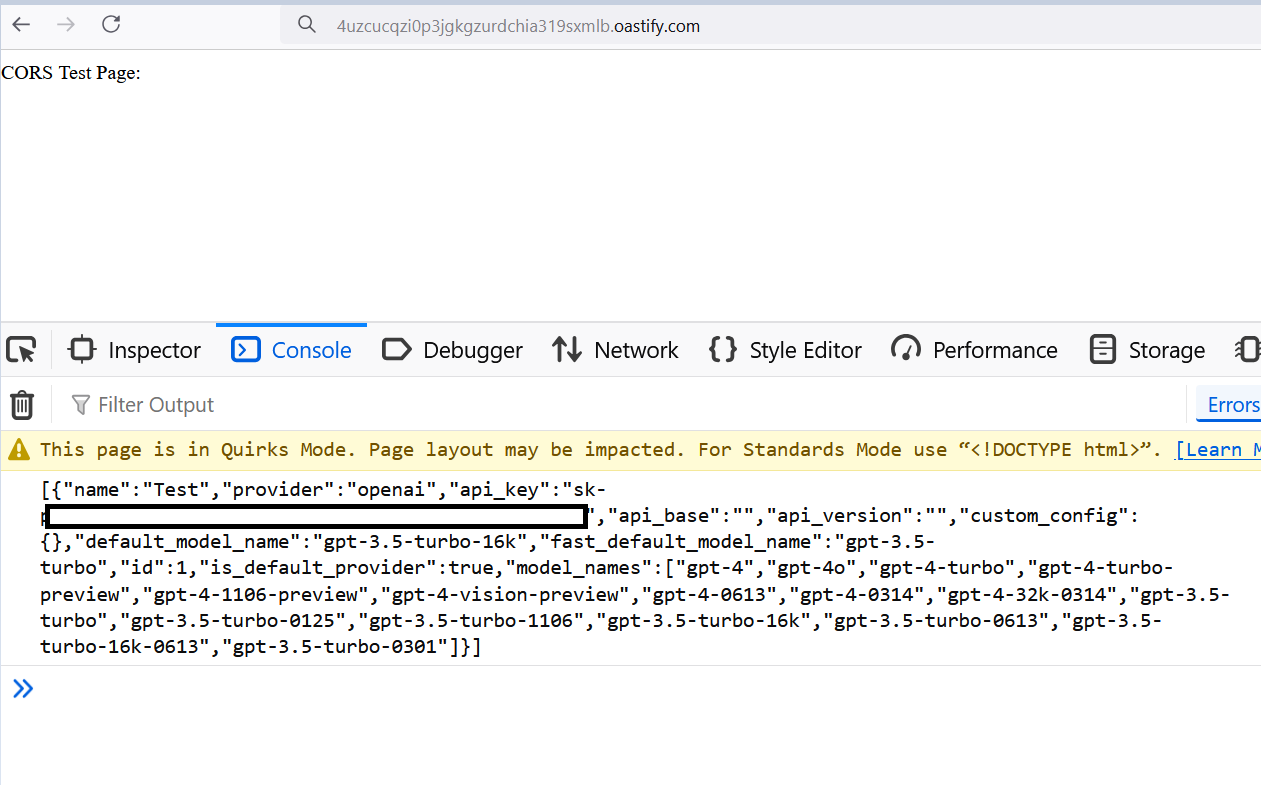 4uzcucqzi0p3jgkgzurdchia319sxmlb.oastify.com
CORS Test Page:
Inspector Console Debugger Network Style Editor Performance Storage
Filter Output Errors
This page is in Quirks Mode. Page layout may be impacted. For Standards Mode use “<!DOCTYPE html>”. [Learn M
[{"name":"Test","provider":"openai","api_key":"sk-
","api_base":"","api_version":"","custom_config":
{},"default_model_name":"gpt-3.5-turbo-16k","fast_default_model_name":"gpt-3.5-
turbo","id":1,"is_default_provider":true,"model_names":["gpt-4","gpt-4o","gpt-4-turbo","gpt-4-turbo-
preview","gpt-4-1106-preview","gpt-4-vision-preview","gpt-4-0613","gpt-4-0314","gpt-4-32k-0314","gpt-3.5-
turbo","gpt-3.5-turbo-0125","gpt-3.5-turbo-1106","gpt-3.5-turbo-16k","gpt-3.5-turbo-0613","gpt-3.5-
turbo-16k-0613","gpt-3.5-turbo-0301"]}]